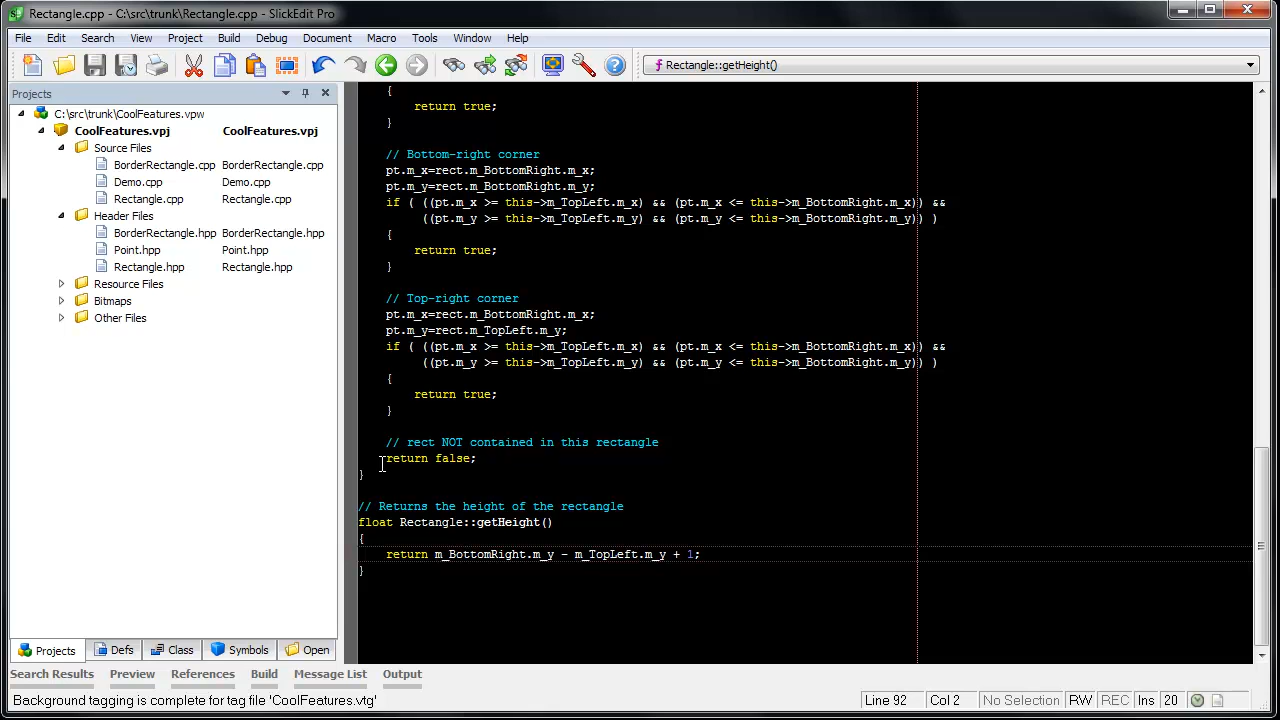 Rectangle.cpp - C:\src\trunk\Rectangle.cpp - SlickEdit Pro
File Edit Search View Project Build Debug Document Macro Tools Window Help
Rectangle::getHeight()
Projects
C:\src\trunk\CoolFeatures.vpw
CoolFeatures.vpj CoolFeatures.vpj
Source Files
BorderRectangle.cpp BorderRectangle.cpp
Demo.cpp Demo.cpp
Rectangle.cpp Rectangle.cpp
Header Files
BorderRectangle.hpp BorderRectangle.hpp
Point.hpp Point.hpp
Rectangle.hpp Rectangle.hpp
Resource Files
Bitmaps
Other Files
{
return true;
}
// Bottom-right corner
pt.m_x=rect.m_BottomRight.m_x;
pt.m_y=rect.m_BottomRight.m_y;
if ( ((pt.m_x >= this->m_TopLeft.m_x) && (pt.m_x <= this->m_BottomRight.m_x)) &&
((pt.m_y >= this->m_TopLeft.m_y) && (pt.m_y <= this->m_BottomRight.m_y)) )
{
return true;
}
// Top-right corner
pt.m_x=rect.m_BottomRight.m_x;
pt.m_y=rect.m_TopLeft.m_y;
if ( ((pt.m_x >= this->m_TopLeft.m_x) && (pt.m_x <= this->m_BottomRight.m_x)) &&
((pt.m_y >= this->m_TopLeft.m_y) && (pt.m_y <= this->m_BottomRight.m_y)) )
{
return true;
}
// rect NOT contained in this rectangle
return false;
}
// Returns the height of the rectangle
float Rectangle::getHeight()
{
return m_BottomRight.m_y - m_TopLeft.m_y + 1;
}
Projects Defs Class Symbols Open
Search Results Preview References Build Message List Output
Background tagging is complete for tag file 'CoolFeatures.vtg' Line 92 Col 2 No Selection RW REC Ins 20